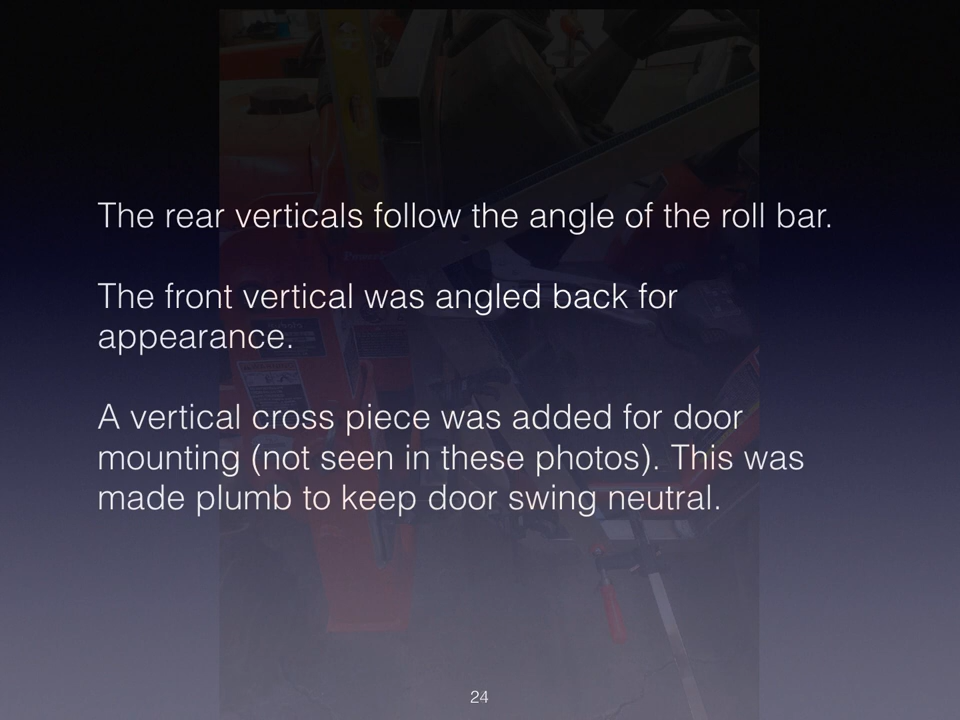 The rear verticals follow the angle of the roll bar.
The front vertical was angled back for
appearance.
A vertical cross piece was added for door
mounting (not seen in these photos). This was
made plumb to keep door swing neutral.
24